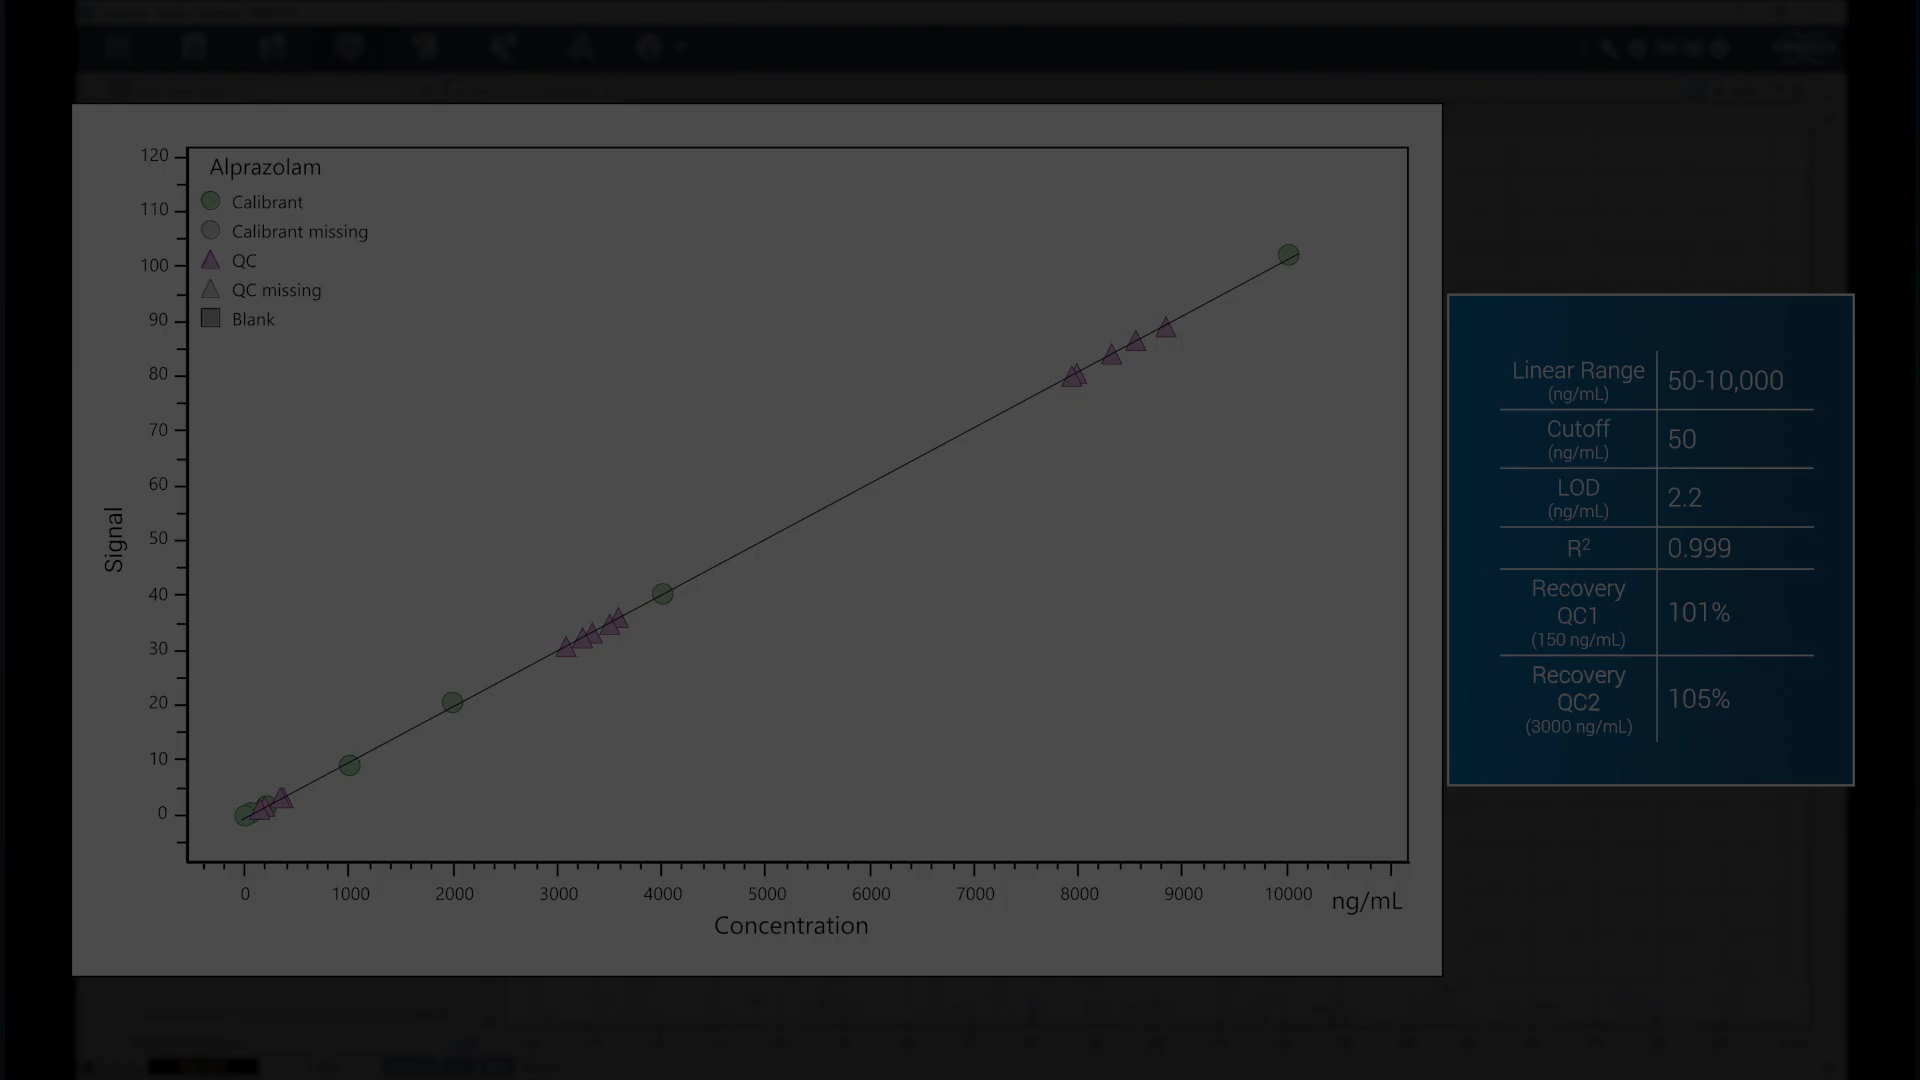 Alprazolam
Calibrant
Calibrant missing
QC
QC missing
Blank
120
110
100
90
80
70
60
50
40
30
20
10
0
Signal
0 1000 2000 3000 4000 5000 6000 7000 8000 9000 10000 ng/mL
Concentration
Linear Range 50-10,000
(ng/mL)
Cutoff 50
(ng/mL)
LOD 2.2
(ng/mL)
R² 0.999
Recovery
QC1 101%
(150 ng/mL)
Recovery
QC2 105%
(3000 ng/mL)